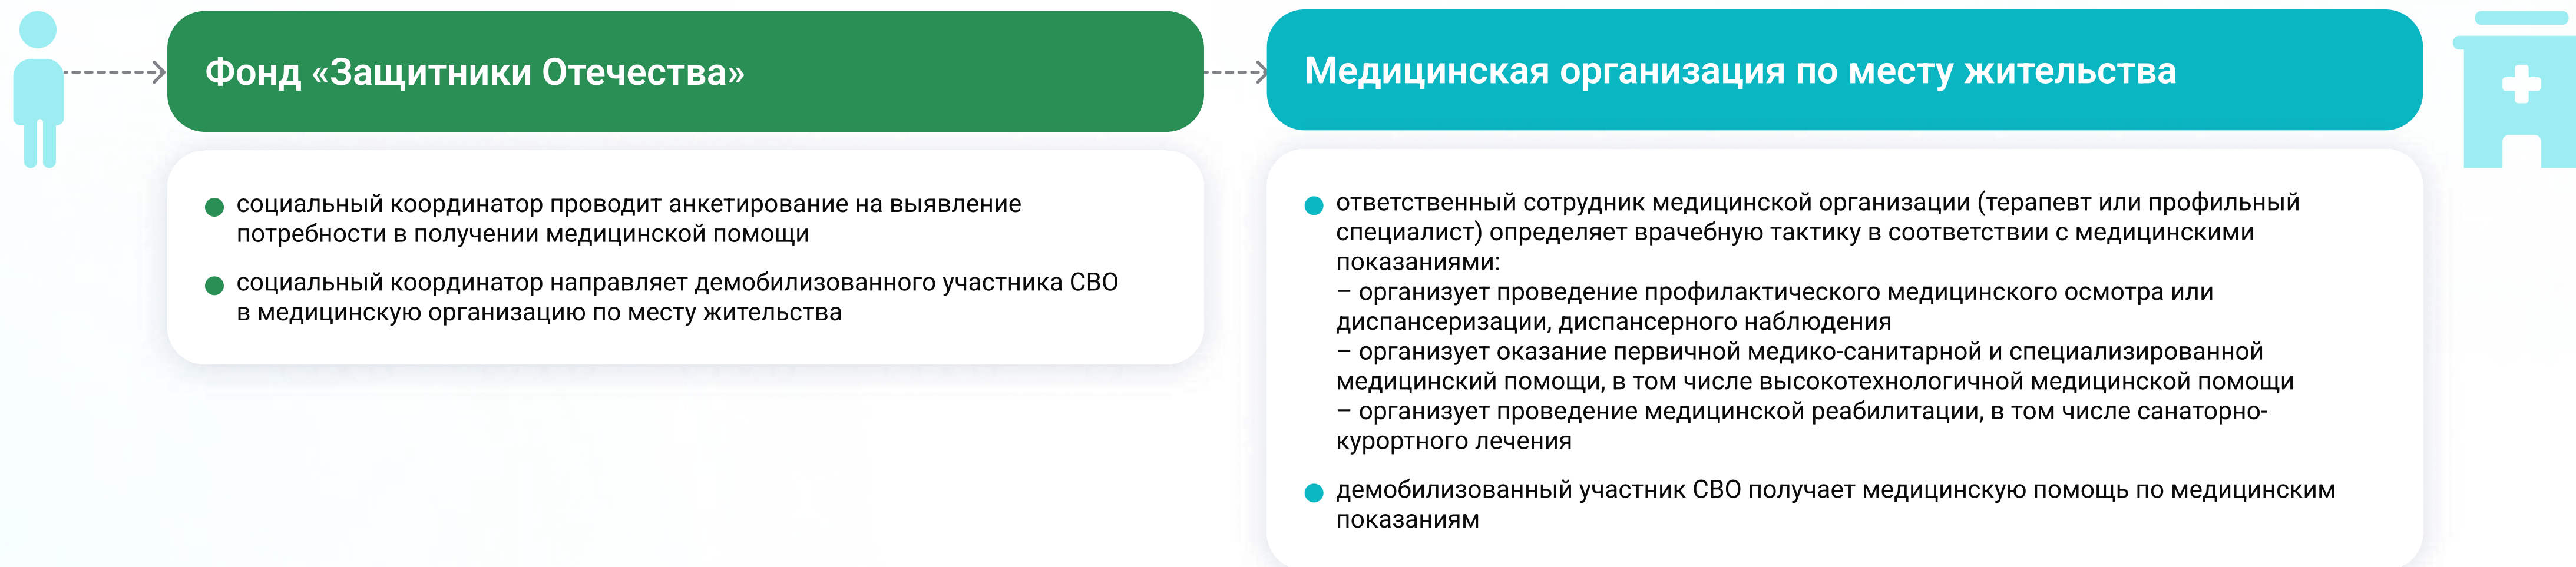 Фонд «Защитники Отечества»
социальный координатор проводит анкетирование на выявление
потребности в получении медицинской помощи
социальный координатор направляет демобилизованного участника СВО
в медицинскую организацию по месту жительства
Медицинская организация по месту жительства
ответственный сотрудник медицинской организации (терапевт или профильный
специалист) определяет врачебную тактику в соответствии с медицинскими
показаниями:
– организует проведение профилактического медицинского осмотра или
диспансеризации, диспансерного наблюдения
– организует оказание первичной медико-санитарной и специализированной
медицинский помощи, в том числе высокотехнологичной медицинской помощи
– организует проведение медицинской реабилитации, в том числе санаторно-
курортного лечения
демобилизованный участник СВО получает медицинскую помощь по медицинским
показаниям